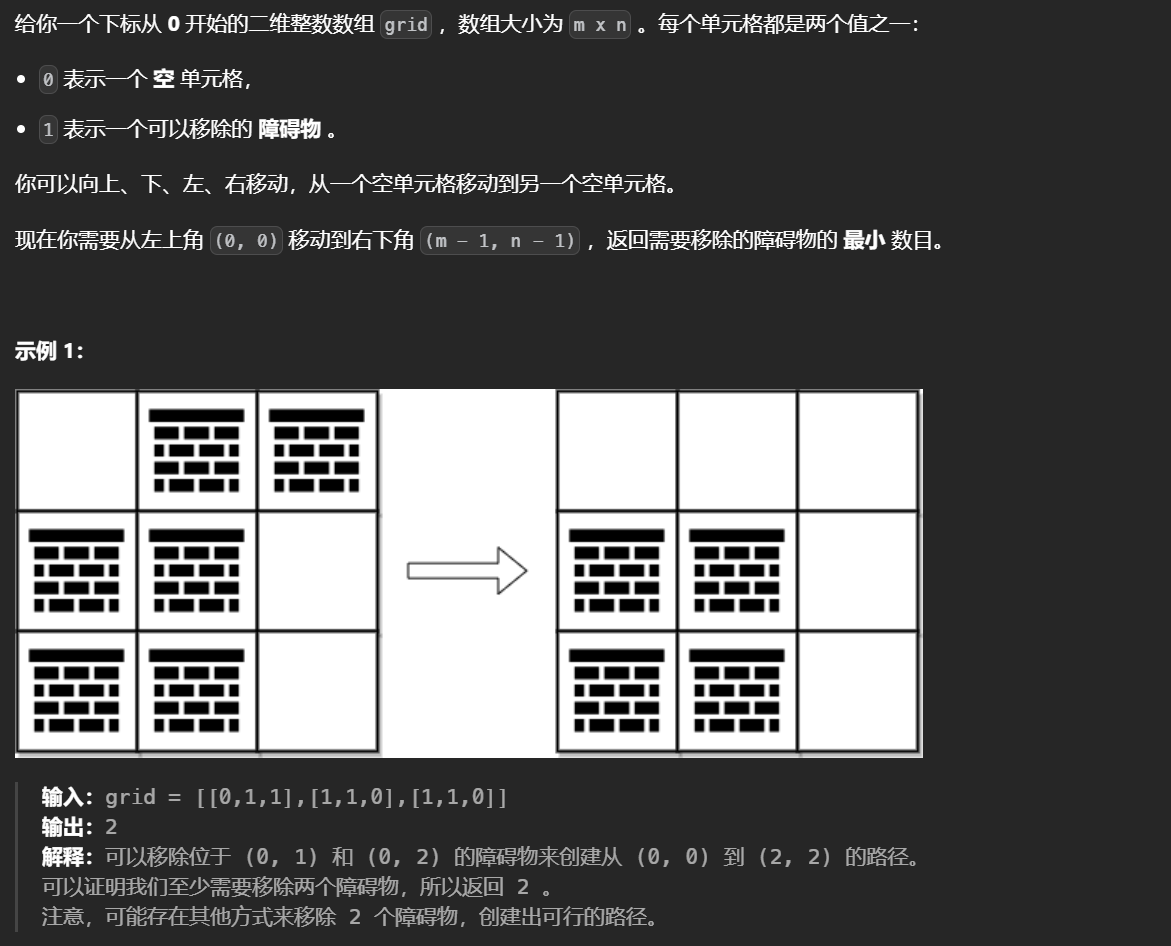 给你一个下标从 0 开始的二维整数数组 grid ，数组大小为 m x n 。每个单元格都是两个值之一：
• 0 表示一个 空 单元格，
• 1 表示一个可以移除的 障碍物 。
你可以向上、下、左、右移动，从一个空单元格移动到另一个空单元格。
现在你需要从左上角 (0, 0) 移动到右下角 (m - 1, n - 1) ，返回需要移除的障碍物的 最小 数目。
示例 1：
输入：grid = [[0,1,1],[1,1,0],[1,1,0]]
输出：2
解释：可以移除位于 (0, 1) 和 (0, 2) 的障碍物来创建从 (0, 0) 到 (2, 2) 的路径。
可以证明我们至少需要移除两个障碍物，所以返回 2 。
注意，可能存在其他方式来移除 2 个障碍物，创建出可行的路径。